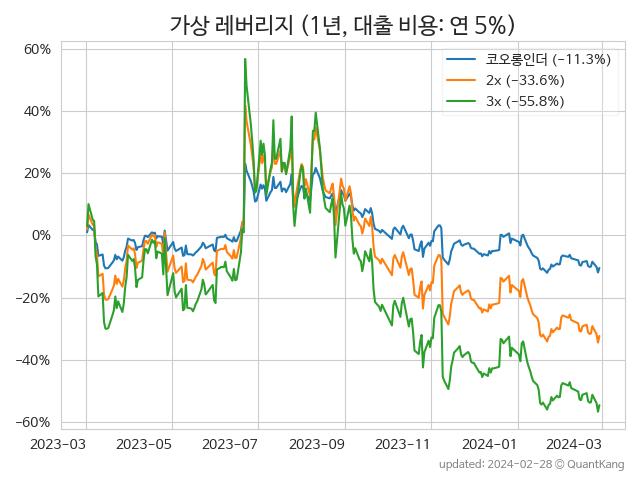 가상 레버리지 (1년, 대출 비용: 연 5%)
코오롱인더 (−11.3%)
2x (−33.6%)
3x (−55.8%)
60%
40%
20%
0%
−20%
−40%
−60%
2023-03 2023-05 2023-07 2023-09 2023-11 2024-01 2024-03
updated: 2024-02-28 © QuantKang